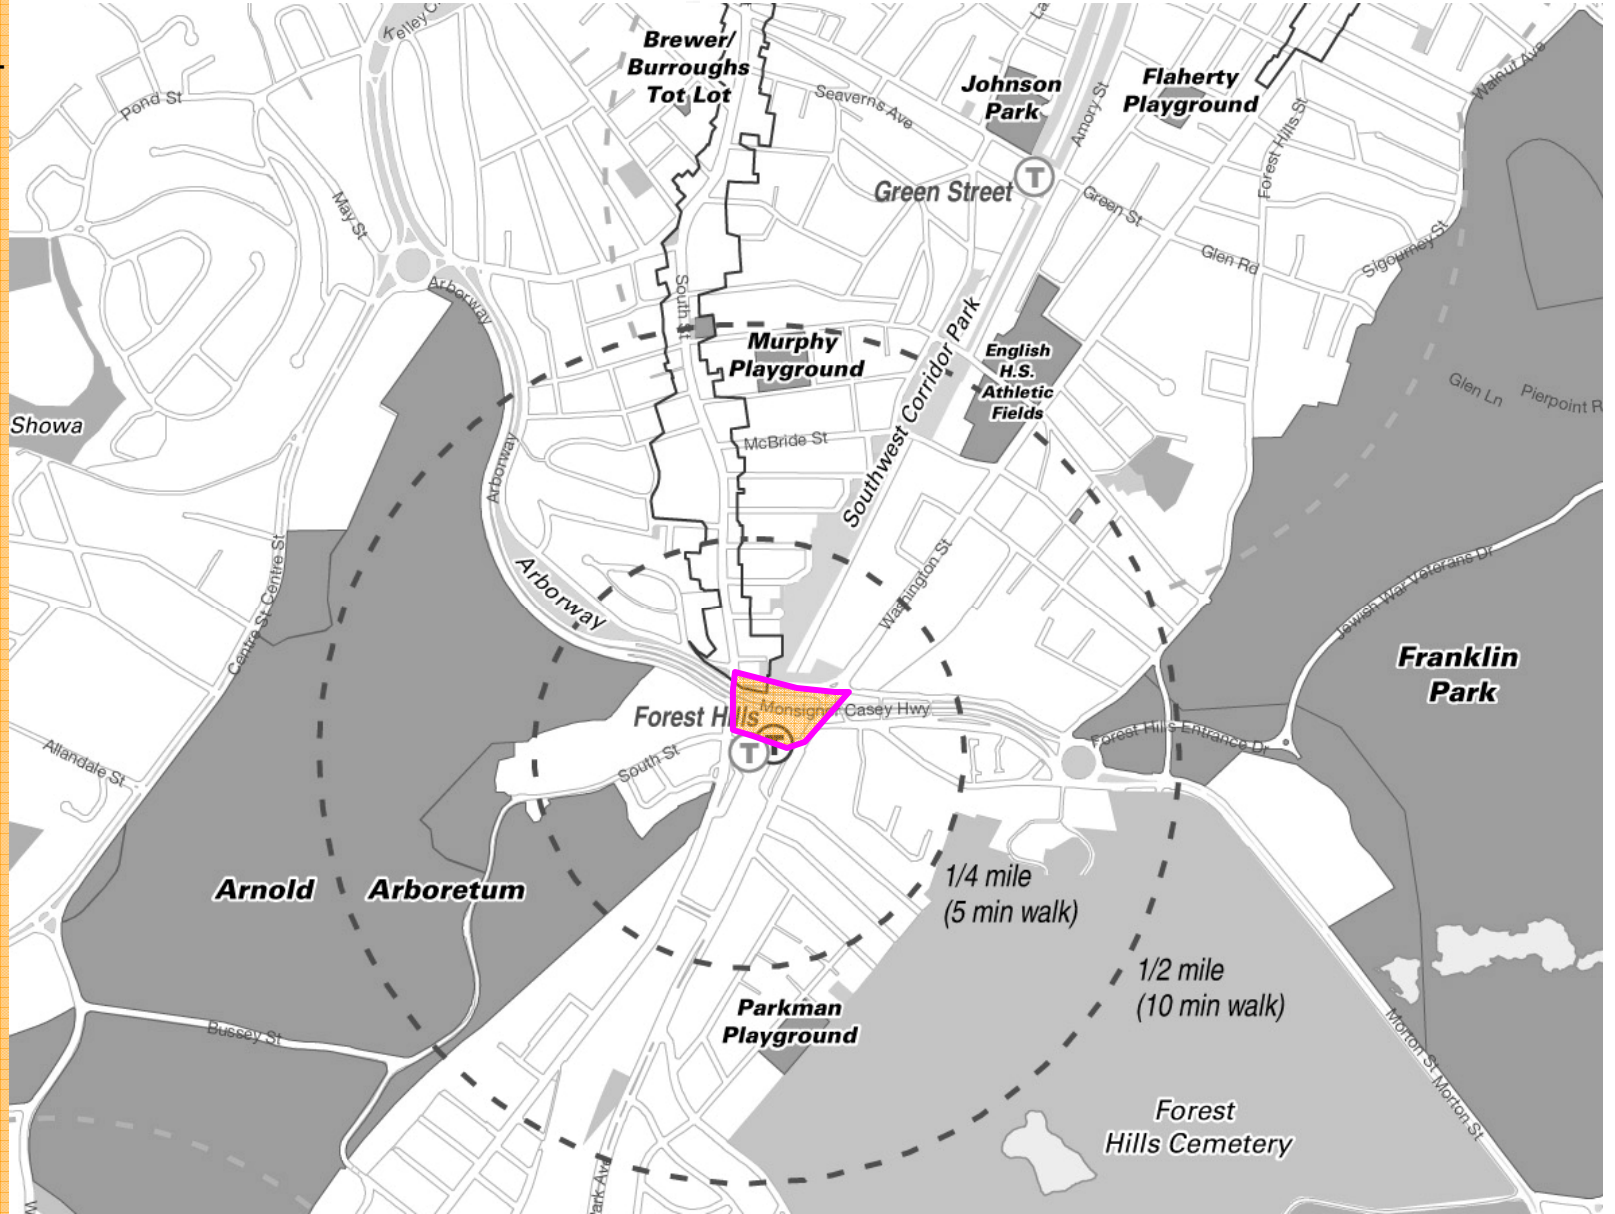 Kelley C
Brewer/
Burroughs
Tot Lot
Johnson
Park
Flaherty
Playground
Walnut Ave
Pond St
Seaverns Ave
Amory St
Forest Hills St
T
Green Street
May St
Green St
Glen Rd
Sigourney St
Arborway
South St
Murphy
Playground
Southwest Corridor Park
English
H.S.
Athletic
Fields
Glen Ln
Pierpoint R
Showa
McBride St
Arborway
Centre St
Centre St
Arborway
Washington St
Jewish War Veterans Dr
Franklin
Park
Forest Hills
Monsignor Casey Hwy
T
T
Forest Hills Entrance Dr
Allandale St
South St
Arnold Arboretum
1/4 mile
(5 min walk)
1/2 mile
(10 min walk)
Parkman
Playground
Bussey St
Morton St
Morton St
Forest
Hills Cemetery
Park Ave
W